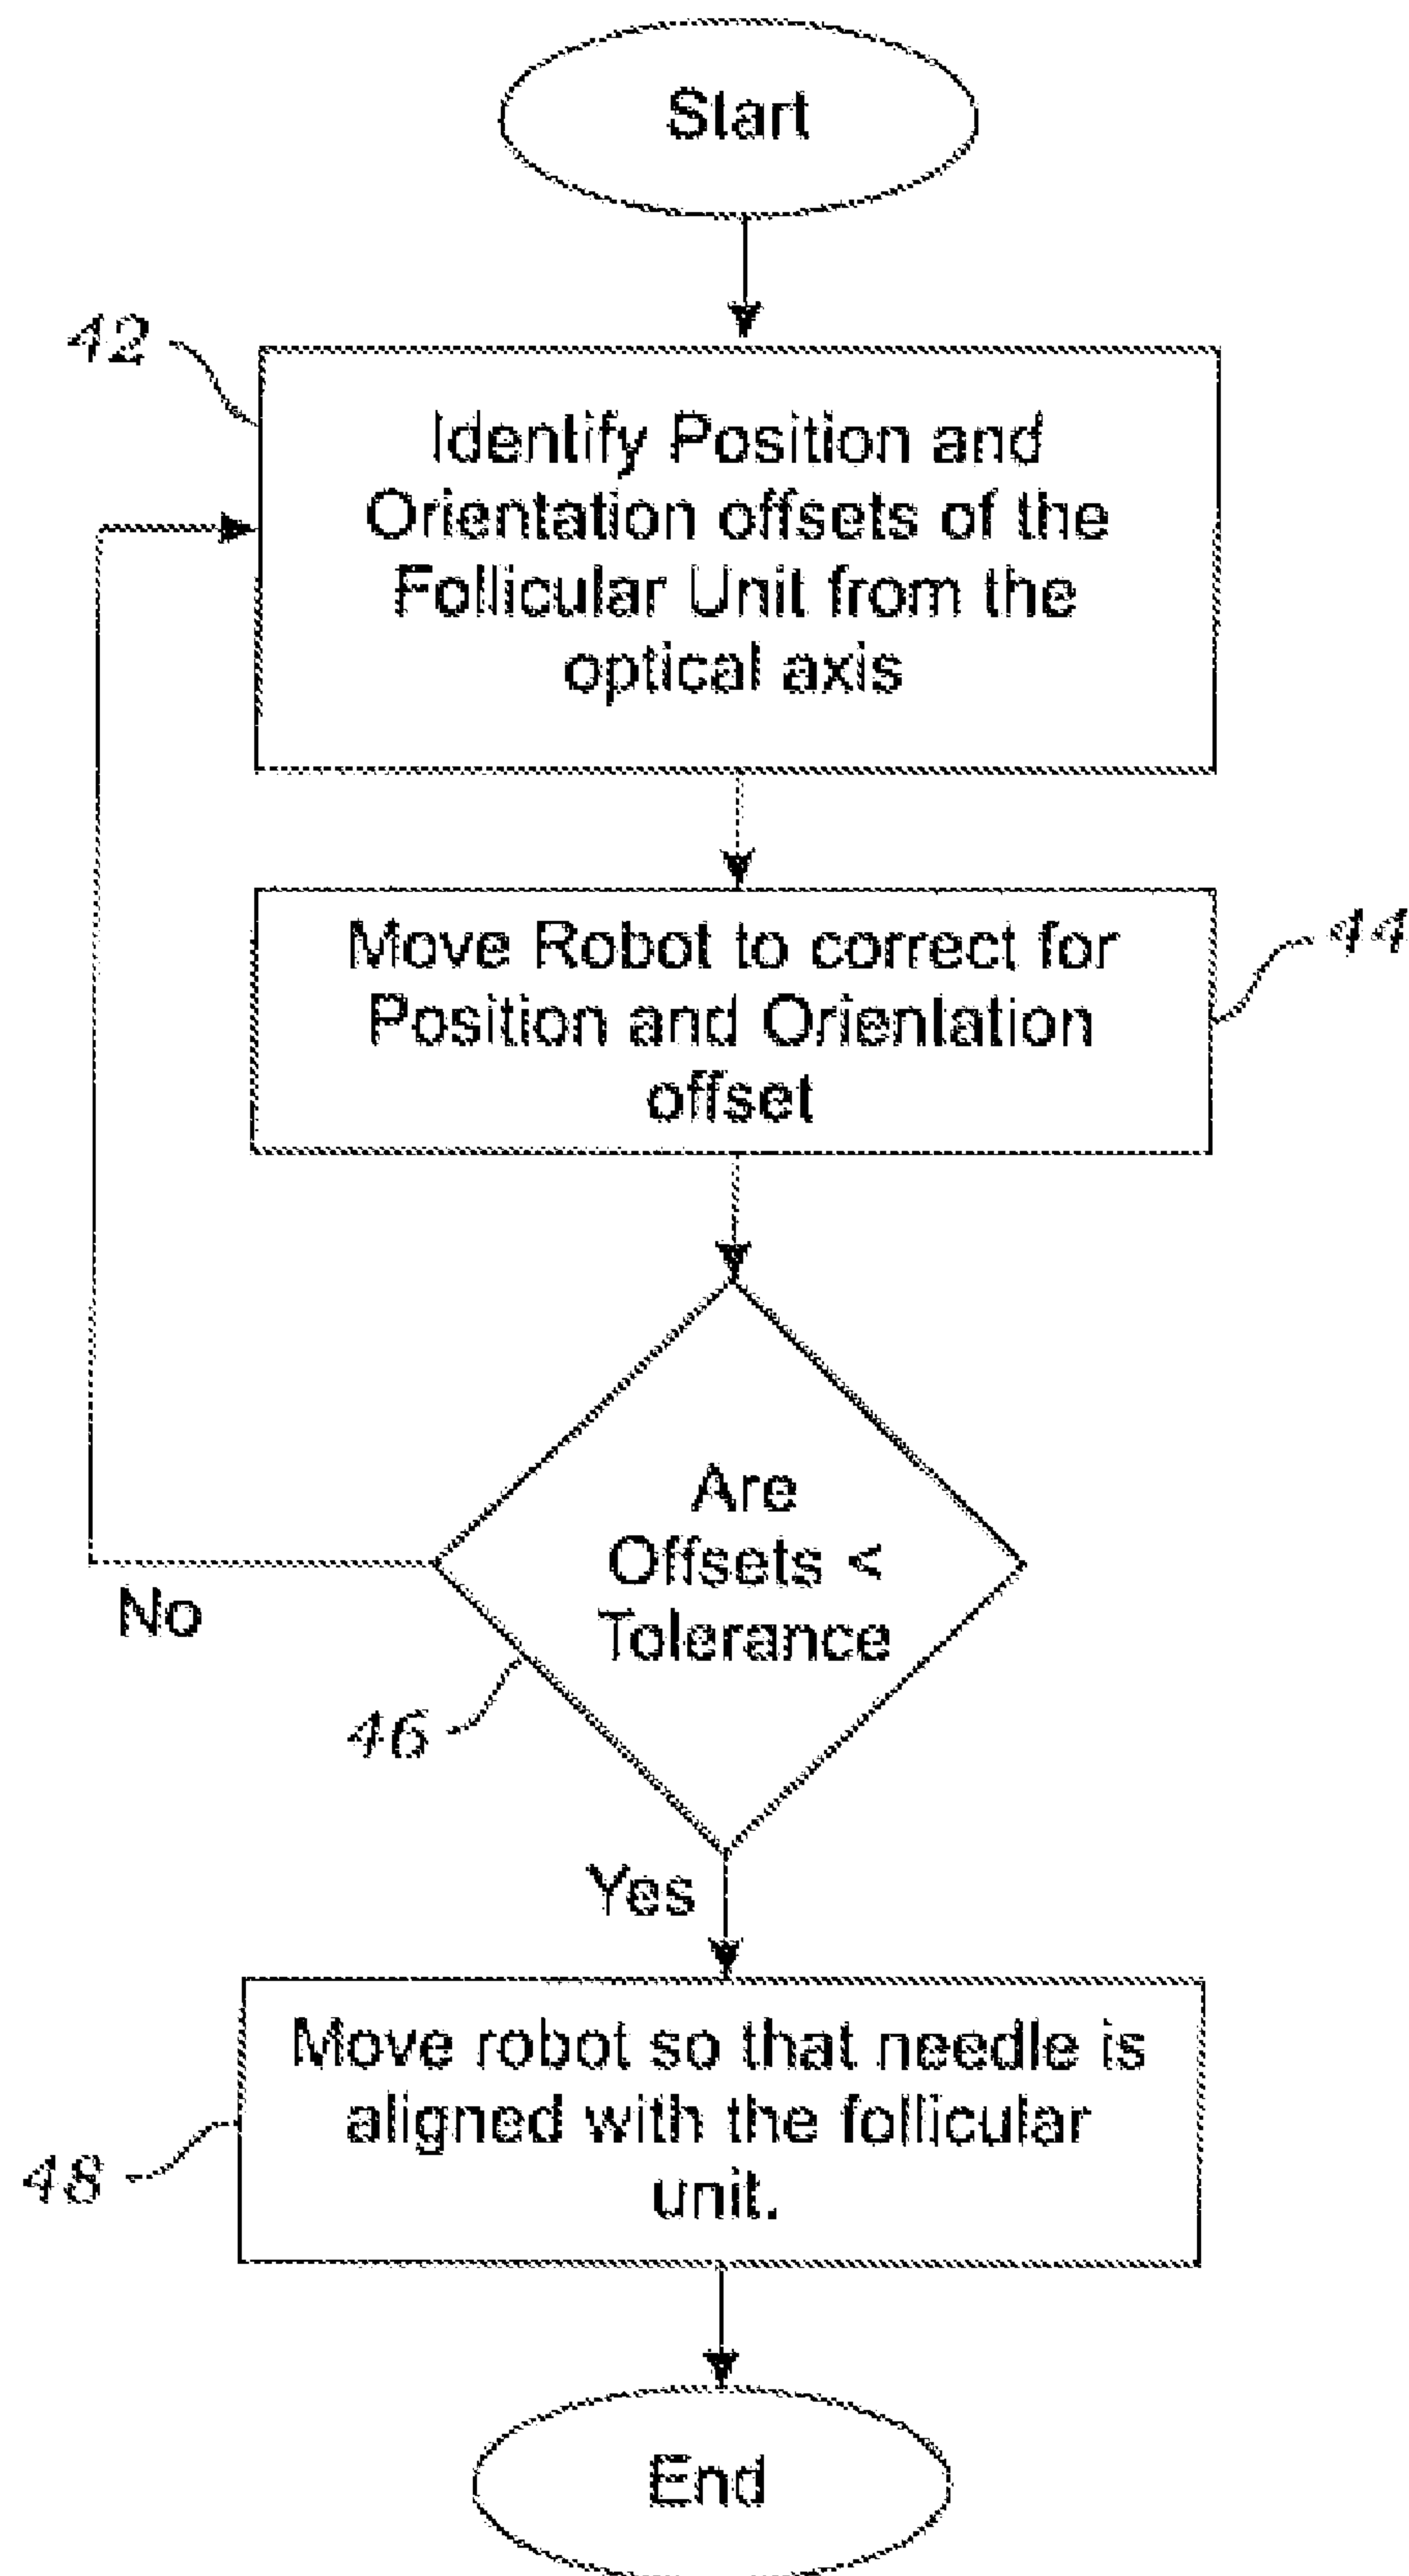 Start
42
Identify Position and
Orientation offsets of the
Follicular Unit from the
optical axis
Move Robot to correct for
Position and Orientation
offset
44
Are
Offsets <
Tolerance
No
46
Yes
Move robot so that needle is
aligned with the follicular
unit.
48
End